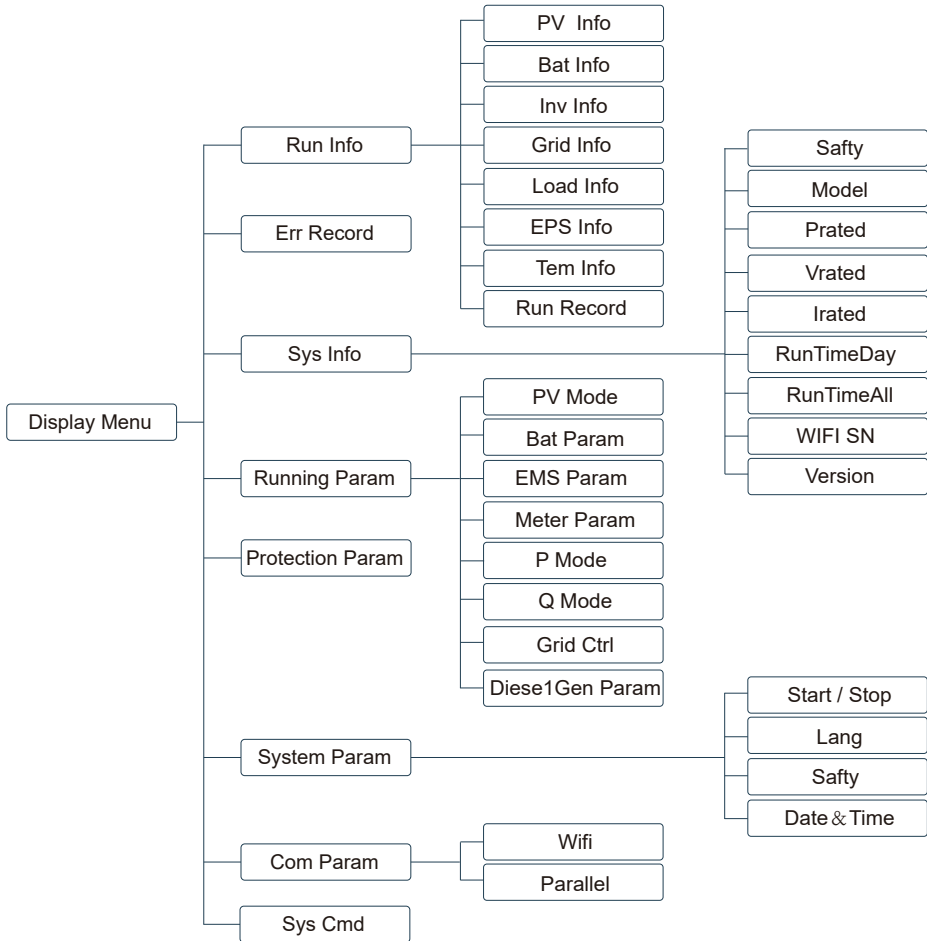 Display Menu
Run Info
PV Info
Bat Info
Inv Info
Grid Info
Load Info
EPS Info
Tem Info
Run Record
Err Record
Sys Info
Safty
Model
Prated
Vrated
Irated
RunTimeDay
RunTimeAll
WIFI SN
Version
Running Param
PV Mode
Bat Param
EMS Param
Meter Param
P Mode
Q Mode
Grid Ctrl
Diese1Gen Param
Protection Param
System Param
Start / Stop
Lang
Safty
Date&Time
Com Param
Wifi
Parallel
Sys Cmd